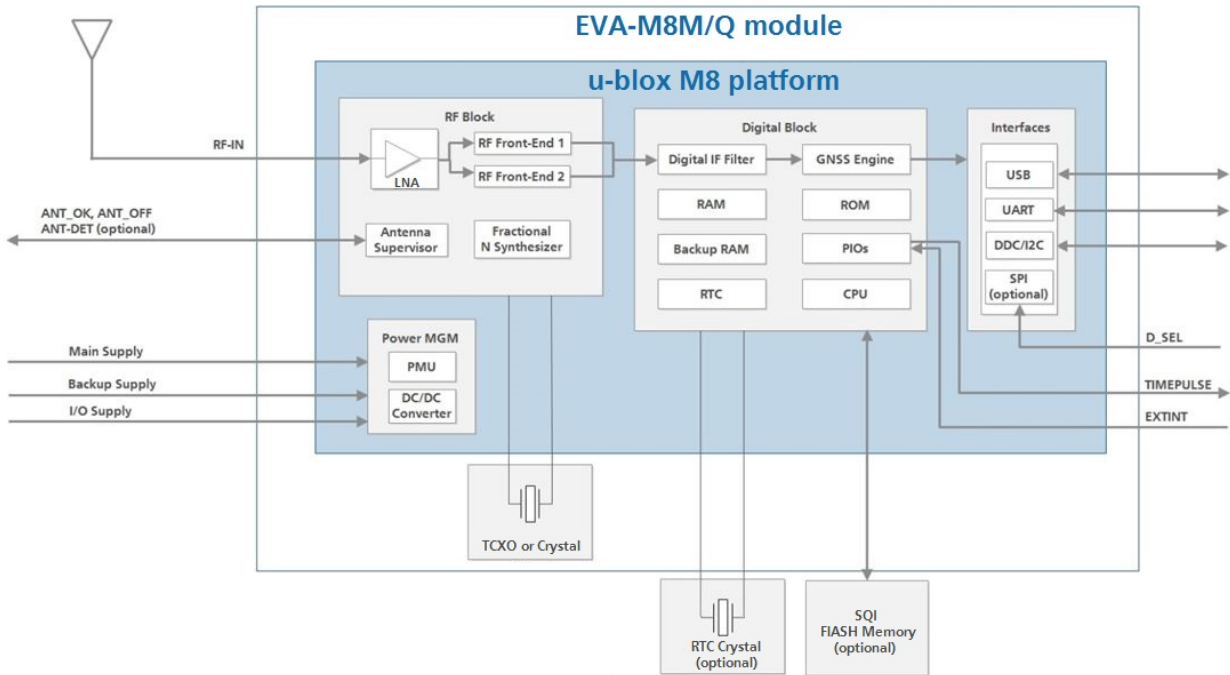 EVA-M8M/Q module
u-blox M8 platform
RF Block
RF-IN
LNA
RF Front-End 1
RF Front-End 2
ANT_OK, ANT_OFF
ANT-DET (optional)
Antenna
Supervisor
Fractional
N Synthesizer
Digital Block
Digital IF Filter
GNSS Engine
RAM
ROM
Backup RAM
PIOs
RTC
CPU
Interfaces
USB
UART
DDC/I2C
SPI
(optional)
D_SEL
TIMEPULSE
EXTINT
Power MGM
Main Supply
PMU
Backup Supply
DC/DC
Converter
I/O Supply
TCXO or Crystal
RTC Crystal
(optional)
SQI
FIASH Memory
(optional)